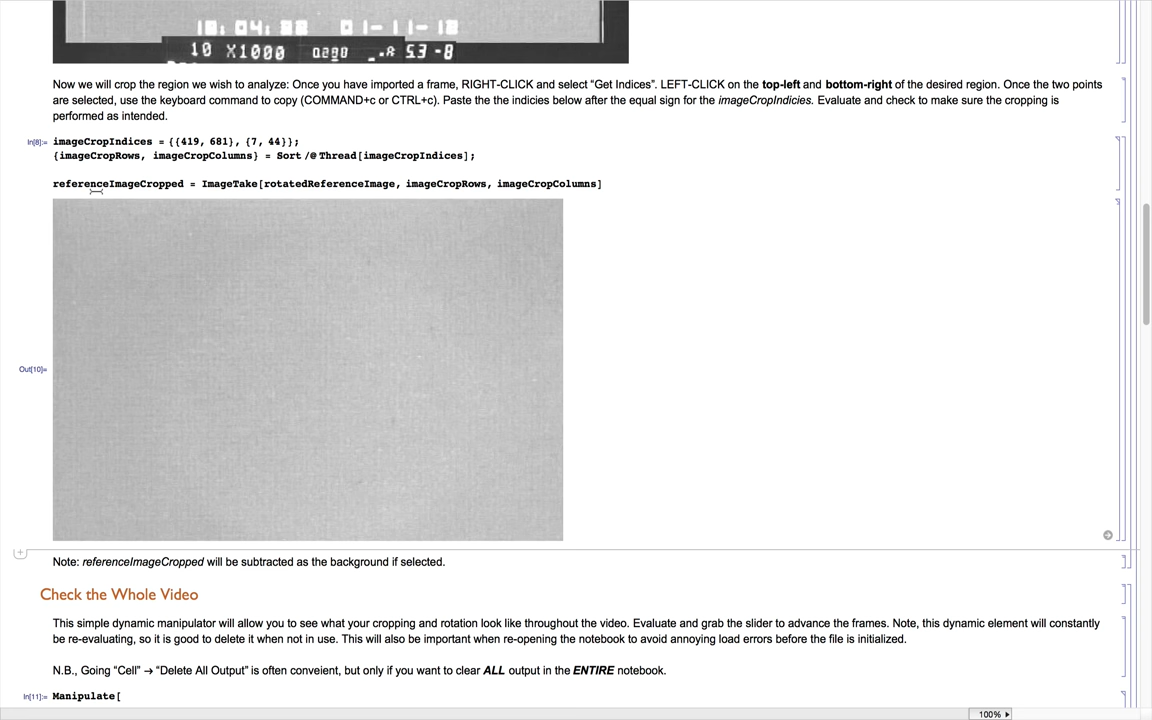 10 X1000
53 -8
Now we will crop the region we wish to analyze: Once you have imported a frame, RIGHT-CLICK and select “Get Indices”. LEFT-CLICK on the top-left and bottom-right of the desired region. Once the two points
are selected, use the keyboard command to copy (COMMAND+c or CTRL+c). Paste the the indicies below after the equal sign for the imageCropIndicies. Evaluate and check to make sure the cropping is
performed as intended.
In[8]:= imageCropIndices = {{419, 681}, {7, 44}};
{imageCropRows, imageCropColumns} = Sort /@ Thread[imageCropIndices];
referenceImageCropped = ImageTake[rotatedReferenceImage, imageCropRows, imageCropColumns]
Out[10]=
Note: referenceImageCropped will be subtracted as the background if selected.
Check the Whole Video
This simple dynamic manipulator will allow you to see what your cropping and rotation look like throughout the video. Evaluate and grab the slider to advance the frames. Note, this dynamic element will constantly
be re-evaluating, so it is good to delete it when not in use. This will also be important when re-opening the notebook to avoid annoying load errors before the file is initialized.
N.B., Going “Cell” → “Delete All Output” is often conveient, but only if you want to clear ALL output in the ENTIRE notebook.
In[11]:= Manipulate[
100%